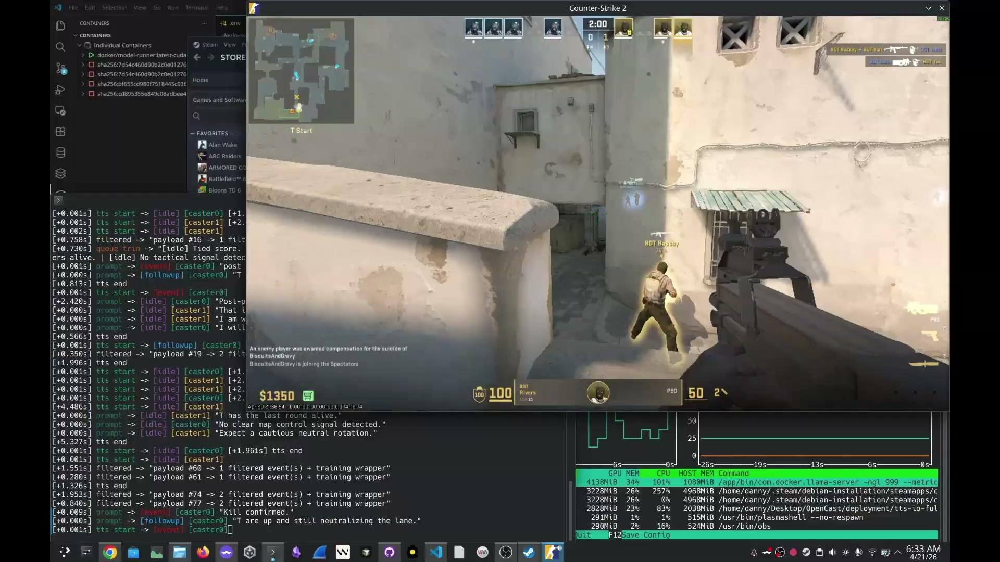 File Edit Selection View Go Run Terminal Help
CONTAINERS ...
CONTAINERS
Individual Containers
docker/model-runner:latest-cuda
sha256:7d54c460d90b2c0e01276
sha256:7d54c460d90b2c0e01276
sha256:bf655cd980f7518445c936
sha256:cd895355e849c08adbee4
.env
Steam View
STORE
Home
Games and Software
FAVORITES
Alan Wake
ARC Raiders
ARMORED CO
Battlefield™ 6
Bloons TD 6
Counter-Strike 2
2:00
0 1
T Start
BOT Bassey + BOT Yuri
BOT Yuri
BOT Bassey
P90
2
3
An enemy player was awarded compensation for the suicide of
BiscuitsAndGravy
BiscuitsAndGravy is joining the Spectators
$1350
100 100
BOT
Rivers
P90
50 2
[+0.001s] tts start -> [idle] [caster0] [+1.
[+0.001s] tts start -> [idle] [caster1] [+2.
[+0.002s] tts start -> [idle] [caster1]
[+0.758s] filtered -> "payload #16 -> 1 filt
[+0.730s] queue trim -> "[idle] Tied score.
ers alive. | [idle] No tactical signal detec
[+0.001s] prompt -> [event] [caster0] "post
[+0.000s] prompt -> [followup] [caster0] "T
[+0.813s] tts end
[+0.001s] tts start -> [event] [caster0]
[+2.420s] prompt -> [idle] [caster0] "Post-p
[+0.000s] prompt -> [idle] [caster1] "That i
[+0.000s] prompt -> [idle] [caster1] "I am w
[+0.000s] prompt -> [idle] [caster0] "I will
[+0.566s] tts end
[+0.001s] tts start -> [followup] [caster0]
[+0.350s] filtered -> "payload #19 -> 2 filt
[+1.996s] tts end
[+0.001s] tts start -> [idle] [caster0] [+1.
[+0.001s] tts start -> [idle] [caster1] [+2.
[+0.001s] tts start -> [idle] [caster1] [+2.
[+0.001s] tts start -> [idle] [caster0] [+2.
[+4.486s] tts start -> [idle] [caster1]
[+0.000s] prompt -> [idle] [caster1] "T has the last round alive."
[+0.000s] prompt -> [idle] [caster0] "No clear map control signal detected."
[+0.000s] prompt -> [idle] [caster1] "Expect a cautious neutral rotation."
[+5.327s] tts end
[+0.001s] tts start -> [idle] [caster0] [+1.961s] tts end
[+0.001s] tts start -> [idle] [caster1]
[+1.551s] filtered -> "payload #60 -> 1 filtered event(s) + training wrapper"
[+0.280s] filtered -> "payload #61 -> 1 filtered event(s) + training wrapper"
[+1.326s] tts end
[+1.953s] filtered -> "payload #74 -> 2 filtered event(s) + training wrapper"
[+0.840s] filtered -> "payload #77 -> 2 filtered event(s) + training wrapper"
[+0.009s] prompt -> [event] [caster0] "Kill confirmed."
[+0.000s] prompt -> [followup] [caster0] "T are up and still neutralizing the lane."
[+0.001s] tts start -> [event] [caster0]
50
25
0
6s 0s 26s 19s 13s 6s 0s
GPU MEM CPU HOST MEM Command
4138MiB 34% 101% 1080MiB /app/bin/com.docker.llama-server -ngl 999 --metric
3228MiB 26% 257% 4968MiB /home/danny/.steam/debian-installation/steamapps/c
3228MiB 26% 0% 4968MiB /home/danny/.steam/debian-installation/steamapps/c
2828MiB 23% 83% 2038MiB /home/danny/Desktop/OpenCast/deployment/tts-io-ful
291MiB 1% 1% 515MiB /usr/bin/plasmashell --no-respawn
290MiB 2% 16% 524MiB /usr/bin/obs
Quit F12Save Config
6:33 AM
4/21/26